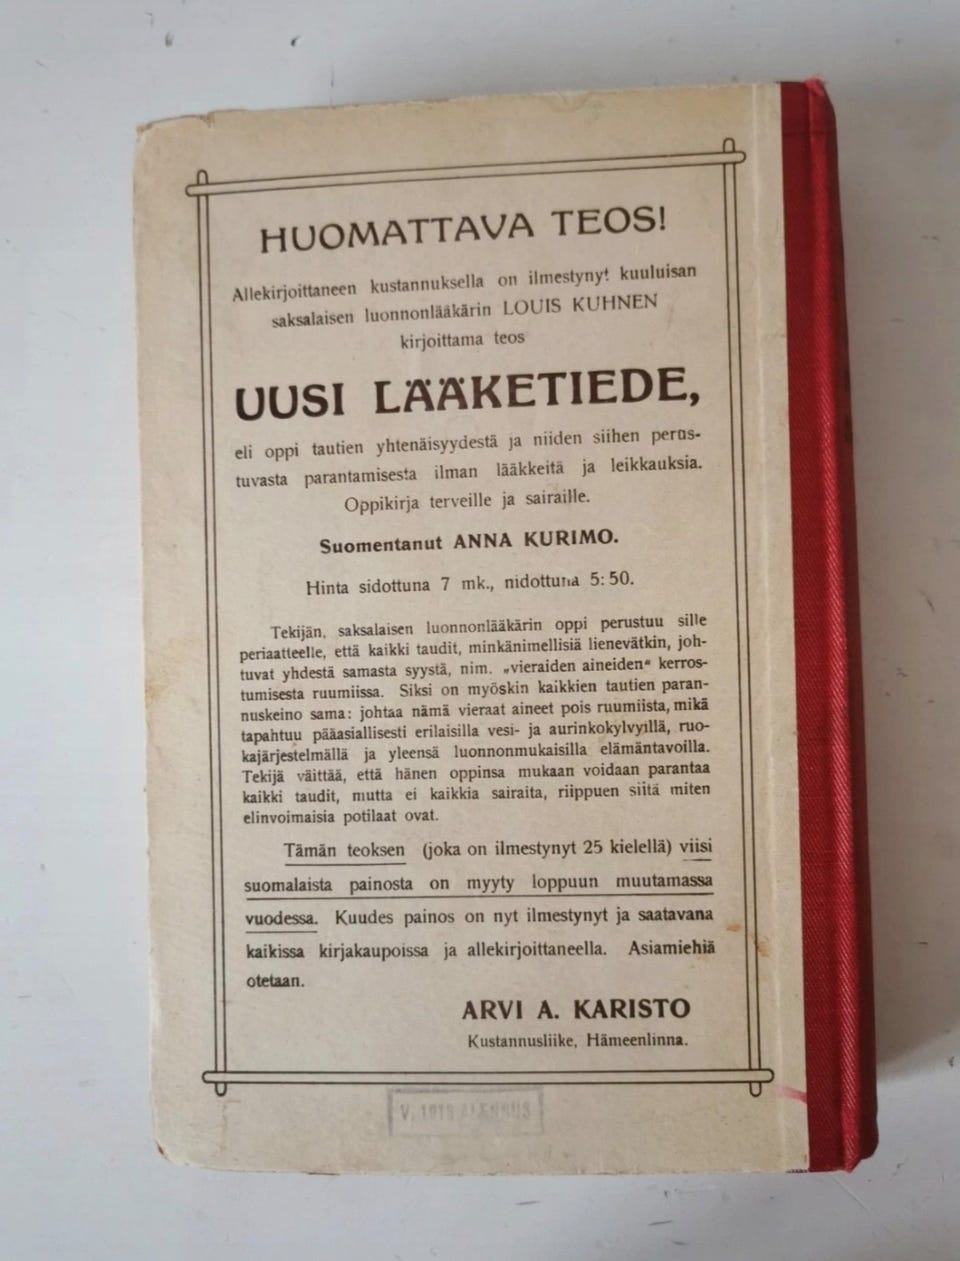 HUOMATTAVA TEOS!
Allekirjoittaneen kustannuksella on ilmestynyt kuuluisan
saksalaisen luonnonlääkärin LOUIS KUHNEN
kirjoittama teos
UUSI LÄÄKETIEDE,
eli oppi tautien yhtenäisyydestä ja niiden siihen perus-
tuvasta parantamisesta ilman lääkkeitä ja leikkauksia.
Oppikirja terveille ja sairaille.
Suomentanut ANNA KURIMO.
Hinta sidottuna 7 mk., nidottuna 5:50.
Tekijän, saksalaisen luonnonlääkärin oppi perustuu sille
periaatteelle, että kaikki taudit, minkänimellisiä lienevätkin, joh-
tuvat yhdestä samasta syystä, nim. „vieraiden aineiden“ kerros-
tumisesta ruumiissa. Siksi on myöskin kaikkien tautien paran-
nuskeino sama: johtaa nämä vieraat aineet pois ruumiista, mikä
tapahtuu pääasiallisesti erilaisilla vesi- ja aurinkokylvyillä, ruo-
kajärjestelmällä ja yleensä luonnonmukaisilla elämäntavoilla.
Tekijä väittää, että hänen oppinsa mukaan voidaan parantaa
kaikki taudit, mutta ei kaikkia sairaita, riippuen siitä miten
elinvoimaisia potilaat ovat.
Tämän teoksen (joka on ilmestynyt 25 kielellä) viisi
suomalaista painosta on myyty loppuun muutamassa
vuodessa. Kuudes painos on nyt ilmestynyt ja saatavana
kaikissa kirjakaupoissa ja allekirjoittaneella. Asiamiehiä
otetaan.
ARVI A. KARISTO
Kustannusliike, Hämeenlinna.